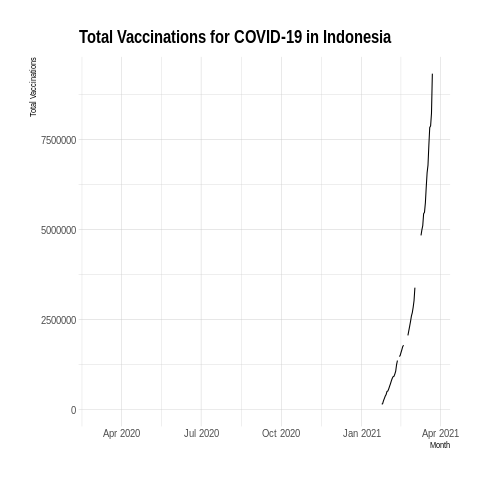 Total Vaccinations for COVID-19 in Indonesia
Total Vaccinations
7500000
5000000
2500000
0
Apr 2020 Jul 2020 Oct 2020 Jan 2021 Apr 2021
Month